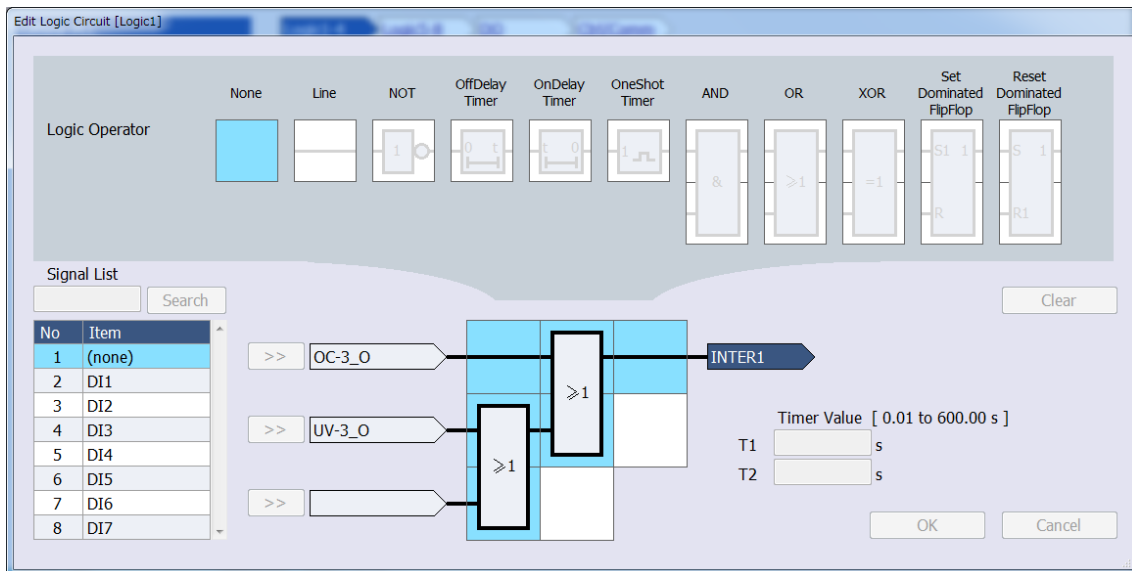 Edit Logic Circuit [Logic1]
None
Line
NOT
OffDelay
Timer
OnDelay
Timer
OneShot
Timer
AND
OR
XOR
Set
Dominated
FlipFlop
Reset
Dominated
FlipFlop
Logic Operator
1
0 t
t 0
1
&
≥1
=1
S1 1
R
S 1
R1
Signal List
Search
Clear
No Item
1 (none)
2 DI1
3 DI2
4 DI3
5 DI4
6 DI5
7 DI6
8 DI7
>> OC-3_O
>> UV-3_O
>>
≥1
≥1
INTER1
Timer Value [ 0.01 to 600.00 s ]
T1 s
T2 s
OK
Cancel